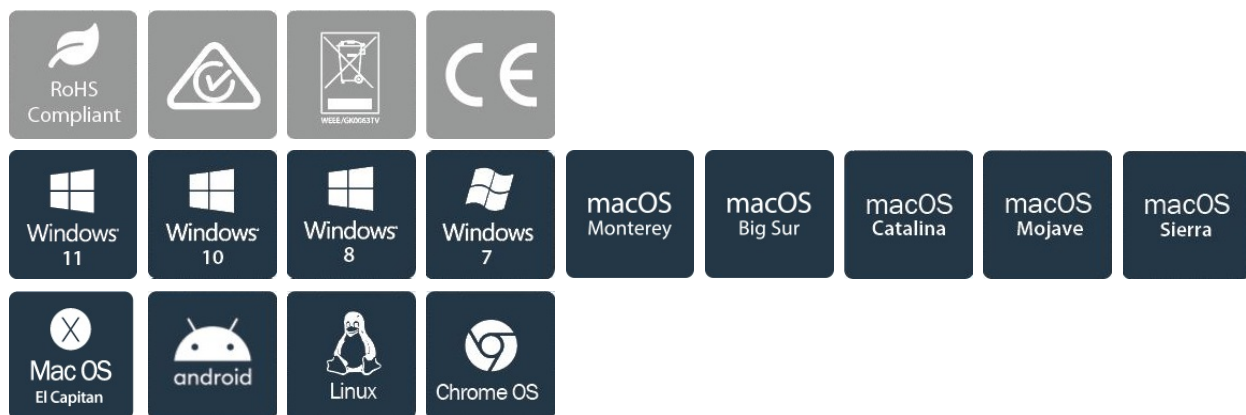 RoHS
Compliant
WEEE/GK0063TV
CE
Windows
11
Windows
10
Windows
8
Windows
7
macOS
Monterey
macOS
Big Sur
macOS
Catalina
macOS
Mojave
macOS
Sierra
X
Mac OS
El Capitan
android
Linux
Chrome OS